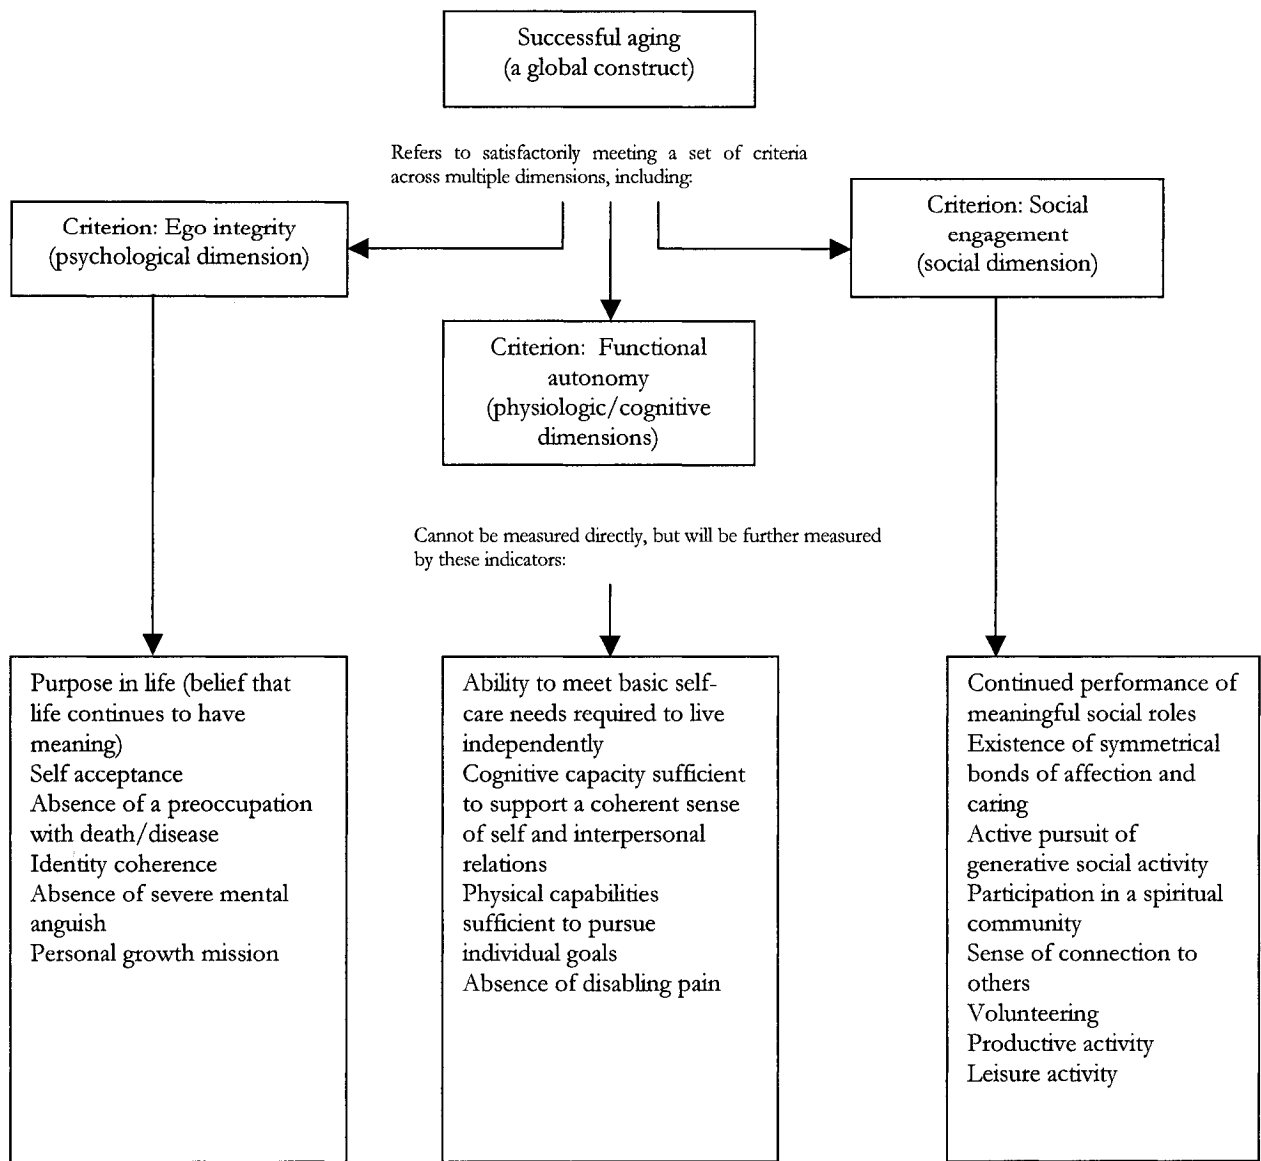 Successful aging
(a global construct)
Refers to satisfactorily meeting a set of criteria
across multiple dimensions, including:
Criterion: Ego integrity
(psychological dimension)
Criterion: Social
engagement
(social dimension)
Criterion: Functional
autonomy
(physiologic/cognitive
dimensions)
Cannot be measured directly, but will be further measured
by these indicators:
Purpose in life (belief that
life continues to have
meaning)
Self acceptance
Absence of a preoccupation
with death/disease
Identity coherence
Absence of severe mental
anguish
Personal growth mission
Ability to meet basic self-
care needs required to live
independently
Cognitive capacity sufficient
to support a coherent sense
of self and interpersonal
relations
Physical capabilities
sufficient to pursue
individual goals
Absence of disabling pain
Continued performance of
meaningful social roles
Existence of symmetrical
bonds of affection and
caring
Active pursuit of
generative social activity
Participation in a spiritual
community
Sense of connection to
others
Volunteering
Productive activity
Leisure activity